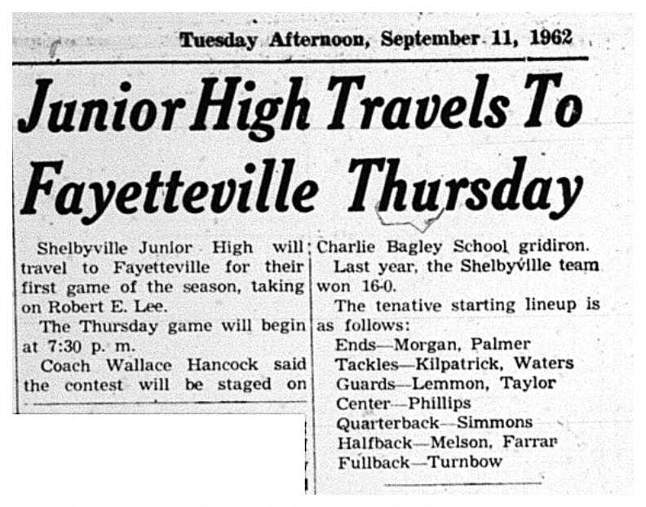 Tuesday Afternoon, September 11, 1962
Junior High Travels To
Fayetteville Thursday
Shelbyville Junior High will
travel to Fayetteville for their
first game of the season, taking
on Robert E. Lee.
The Thursday game will begin
at 7:30 p. m.
Coach Wallace Hancock said
the contest will be staged on
Charlie Bagley School gridiron.
Last year, the Shelbyville team
won 16-0.
The tenative starting lineup is
as follows:
Ends—Morgan, Palmer
Tackles—Kilpatrick, Waters
Guards—Lemmon, Taylor
Center—Phillips
Quarterback—Simmons
Halfback—Melson, Farrar
Fullback—Turnbow